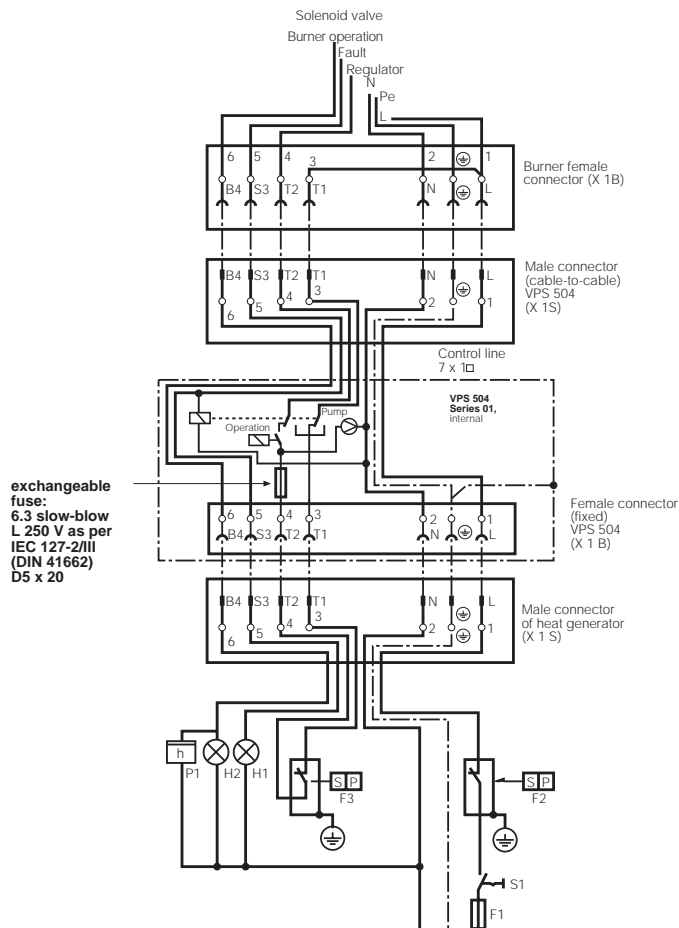 Solenoid valve
Burner operation
Fault
Regulator
N
Pe
L
6 5 4 3 2 1
B4 S3 T2 T1 N L
Burner female
connector (X 1B)
B4 S3 T2 T1 N L
6 5 4 3 2 1
Male connector
(cable-to-cable)
VPS 504
(X 1S)
Control line
7 x 1□
VPS 504
Series 01,
internal
Pump
Operation
exchangeable
fuse:
6.3 slow-blow
L 250 V as per
IEC 127-2/III
(DIN 41662)
D5 x 20
6 5 4 3 2 1
B4 S3 T2 T1 N L
Female connector
(fixed)
VPS 504
(X 1 B)
B4 S3 T2 T1 N L
6 5 4 3 2 1
Male connector
of heat generator
(X 1 S)
h
P1 H2 H1
S P
F3
S P
F2
S1
F1